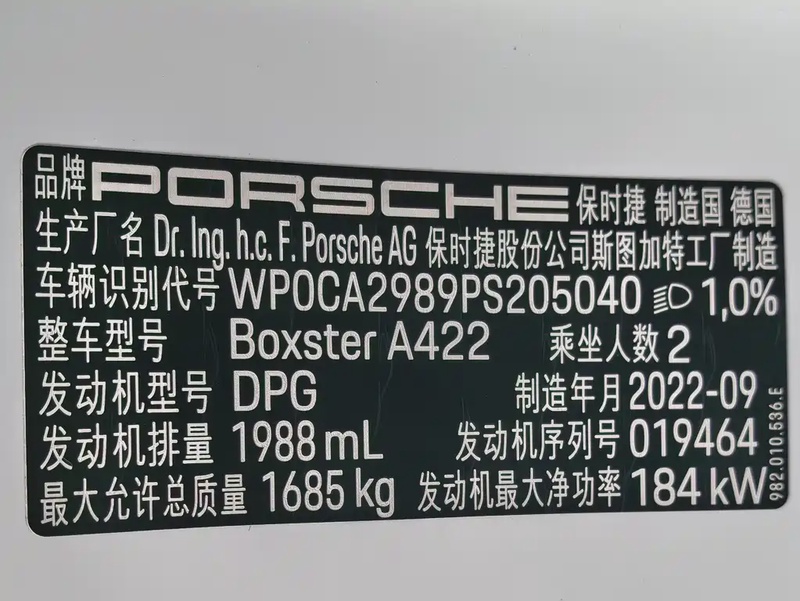 品牌 PORSCHE 保时捷 制造国 德国
生产厂名 Dr. Ing. h.c. F. Porsche AG 保时捷股份公司斯图加特工厂制造
车辆识别代号 WP0CA2989PS205040 1,0%
整车型号 Boxster A422 乘坐人数 2
发动机型号 DPG 制造年月 2022-09
发动机排量 1988 mL 发动机序列号 019464
最大允许总质量 1685 kg 发动机最大净功率 184 kW
982.010.536.E